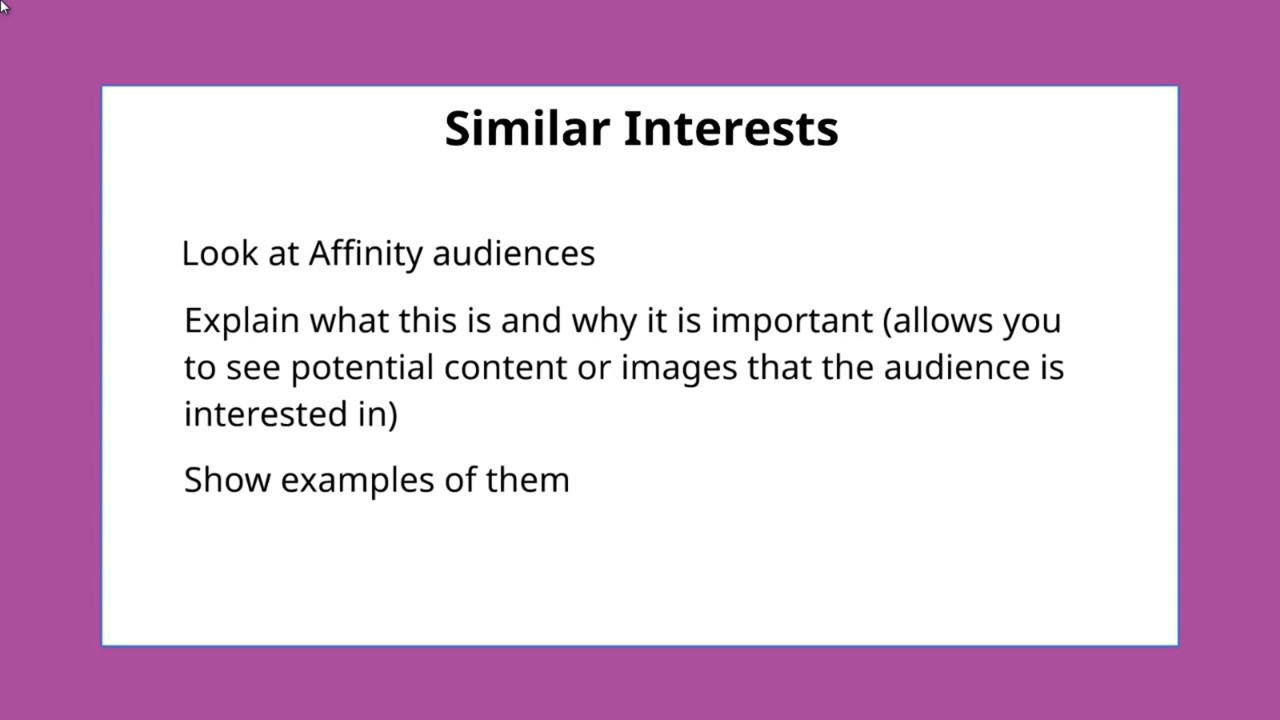 Similar Interests
Look at Affinity audiences
Explain what this is and why it is important (allows you
to see potential content or images that the audience is
interested in)
Show examples of them